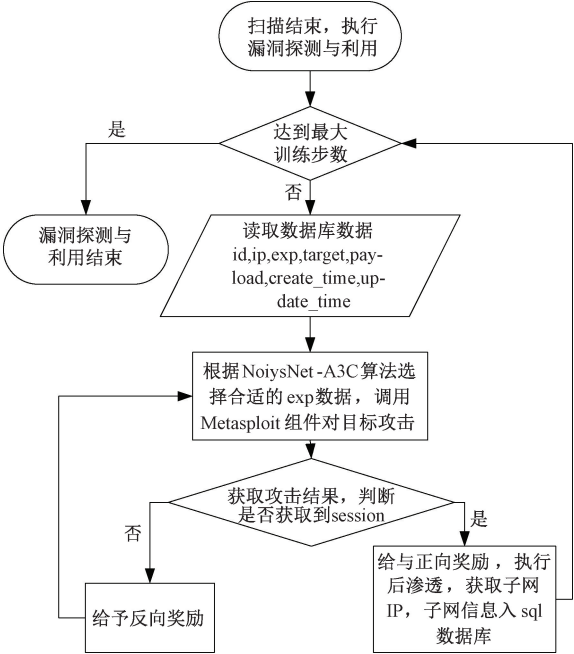 扫描结束，执行
漏洞探测与利用
达到最大
训练步数
是
否
漏洞探测与
利用结束
读取数据库数据
id,ip,exp,target,pay-
load,create_time,up-
date_time
根据NoiysNet-A3C算法选
择合适的exp数据，调用
Metasploit组件对目标攻击
获取攻击结果，判断
是否获取到session
否
是
给予反向奖励
给与正向奖励，执行
后渗透，获取子网
IP，子网信息入 sql
数据库